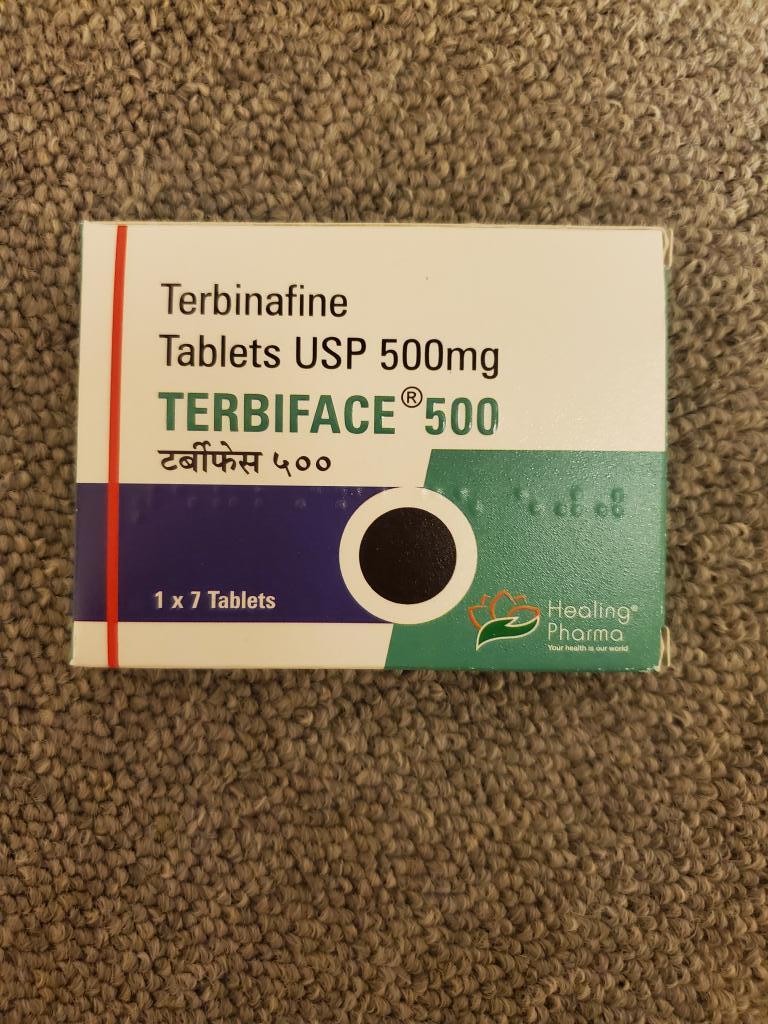 Terbinafine
Tablets USP 500mg
TERBIFACE® 500
टर्बीफेस ५००
1 x 7 Tablets
Healing®
Pharma
Your health is our world